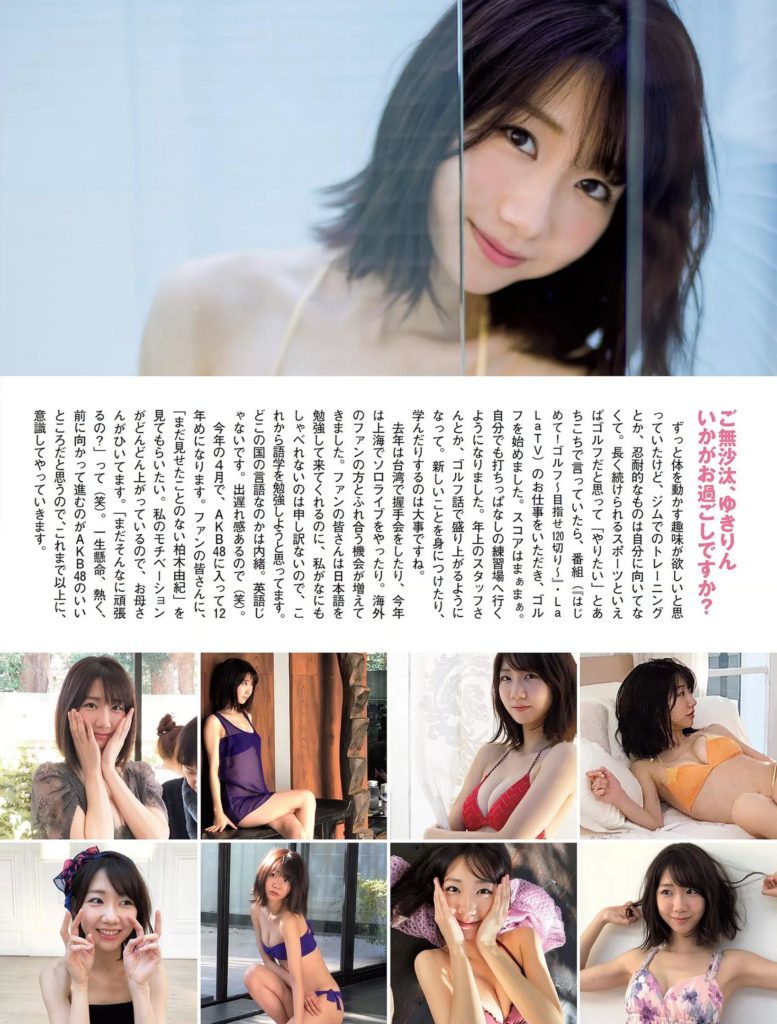 ご無沙汰、ゆきりん
いかがお過ごしですか？
ずっと体を動かす趣味が欲しいと思
っていたけど、ジムでのトレーニング
とか、忍耐的なものは自分に向いてな
くて。長く続けられるスポーツといえ
ばゴルフだと思って「やりたい」とあ
ちこちで言っていたら、番組（『はじ
めて！ゴルフ〜目指せ120切り〜』・La
LaTV）のお仕事をいただき、ゴル
フを始めました。スコアはまぁまぁ。
自分でも打ちっぱなしの練習場へ行く
ようになりました。年上のスタッフさ
んとか、ゴルフ話で盛り上がるように
なって。新しいことを身につけたり、
学んだりするのは大事ですね。
去年は台湾で握手会をしたり、今年
は上海でソロライブをやったり。海外
のファンの方とふれ合う機会が増えて
きました。ファンの皆さんは日本語を
勉強して来てくれるのに、私がなにも
しゃべれないのは申し訳ないので、こ
れから語学を勉強しようと思ってます。
どこの国の言語なのかは内緒。英語じ
ゃないです。出遅れ感あるので（笑）。
今年の４月で、AKB48に入って12
年めになります。ファンの皆さんに、
「まだ見せたことのない柏木由紀」を
見てもらいたい。私のモチベーション
がどんどん上がっているので、お母さ
んがひいてます。「まだそんなに頑張
るの？」って（笑）。一生懸命、熱く、
前に向かって進むのがAKB48のいい
ところだと思うので、これまで以上に、
意識してやっていきます。